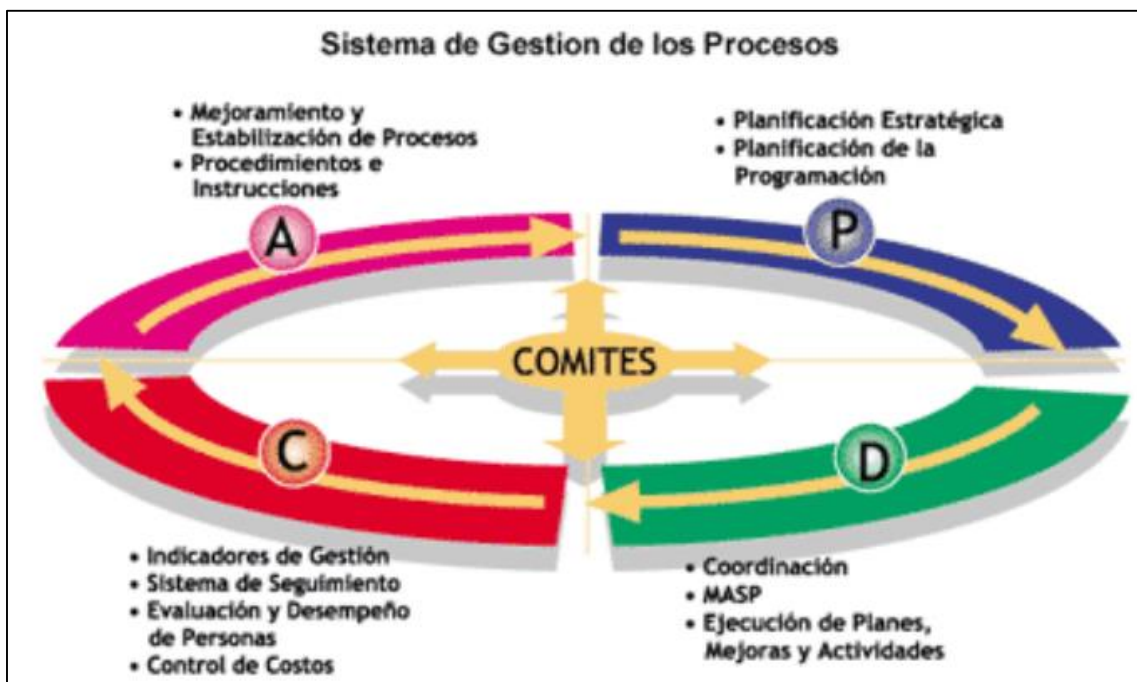 Sistema de Gestion de los Procesos
• Mejoramiento y
Estabilización de Procesos
• Procedimientos e
Instrucciones
• Planificación Estratégica
• Planificación de la
Programación
A
P
COMITES
C
D
• Indicadores de Gestión
• Sistema de Seguimiento
• Evaluación y Desempeño
de Personas
• Control de Costos
• Coordinación
• MASP
• Ejecución de Planes,
Mejoras y Actividades